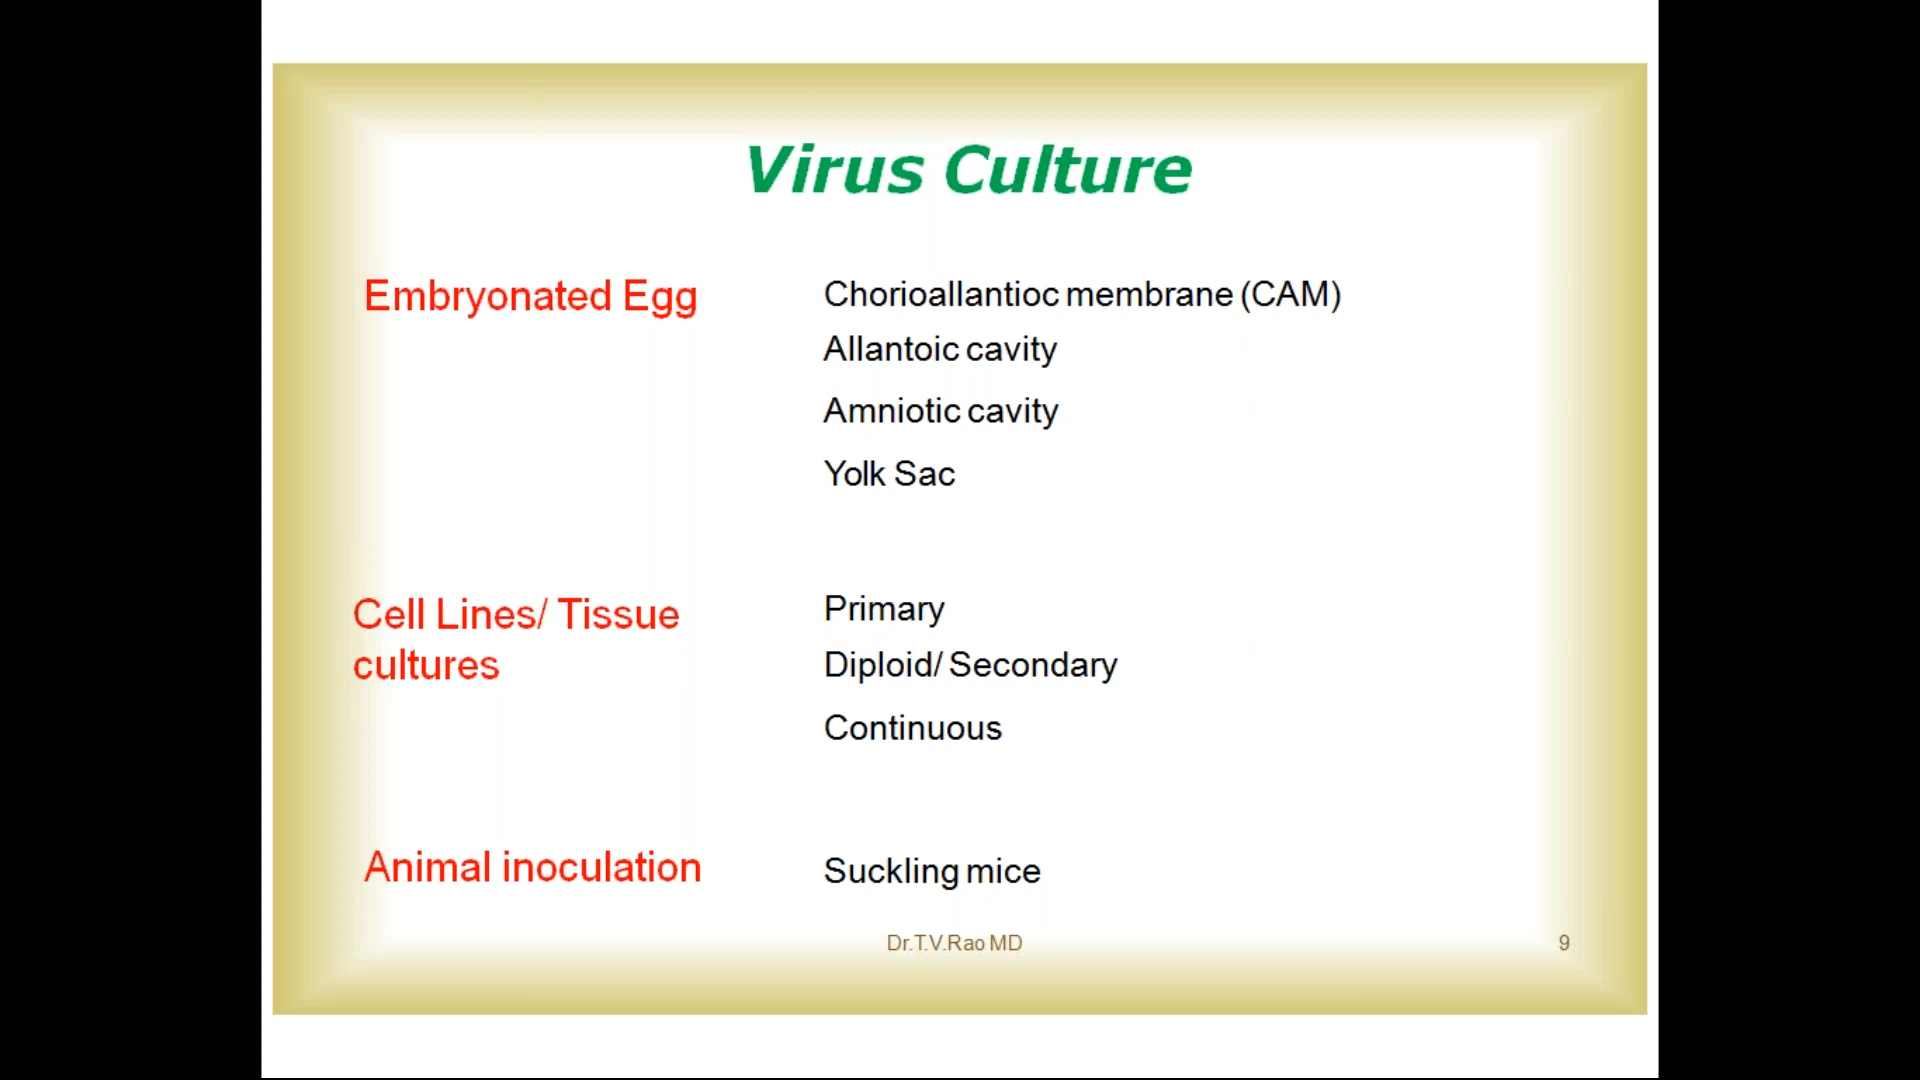 Virus Culture
Embryonated Egg
Chorioallantioc membrane (CAM)
Allantoic cavity
Amniotic cavity
Yolk Sac
Cell Lines/ Tissue
cultures
Primary
Diploid/ Secondary
Continuous
Animal inoculation
Suckling mice
Dr.T.V.Rao MD
9